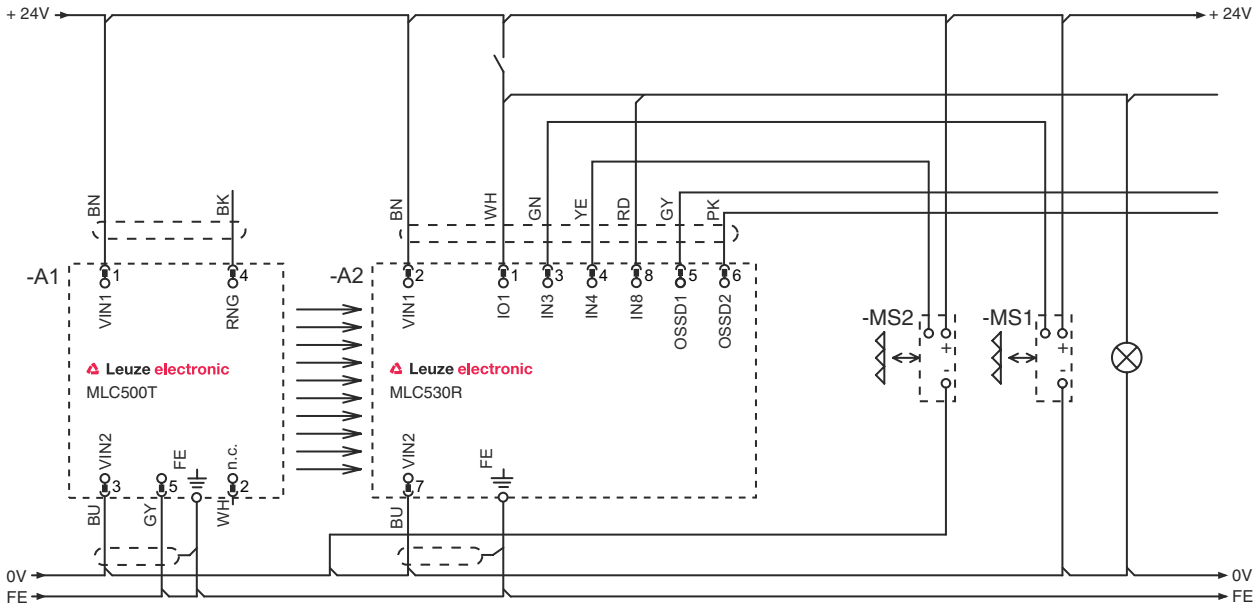 + 24V
+ 24V
BN
BK
BN
WH
GN
YE
RD
GY
PK
-A1
1
4
-A2
2
1
3
4
8
5
6
VIN1
RNG
VIN1
IO1
IN3
IN4
IN8
OSSD1
OSSD2
-MS2
-MS1
+
-
+
-
Leuze electronic
MLC500T
Leuze electronic
MLC530R
VIN2
FE
n.c.
VIN2
FE
3
5
2
7
BU
GY
WH
BU
0V
0V
FE
FE